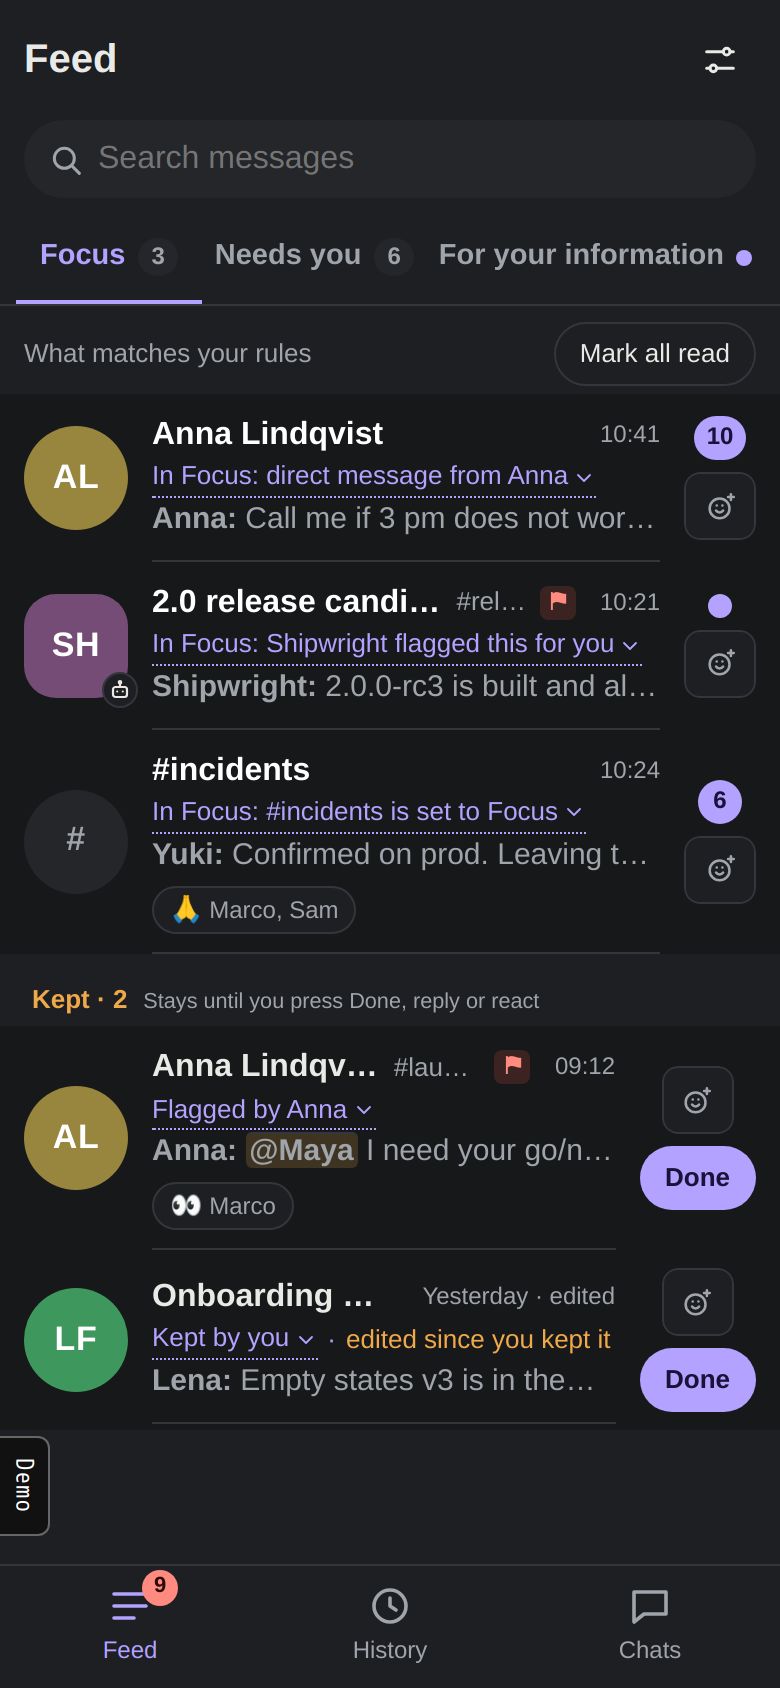 Feed
Search messages
Focus 3 Needs you 6 For your information
What matches your rules Mark all read
AL Anna Lindqvist 10:41 10
In Focus: direct message from Anna
Anna: Call me if 3 pm does not wor…
SH 2.0 release candi… #rel… 10:21
In Focus: Shipwright flagged this for you
Shipwright: 2.0.0-rc3 is built and al…
# #incidents 10:24 6
In Focus: #incidents is set to Focus
Yuki: Confirmed on prod. Leaving t…
🙏 Marco, Sam
Kept · 2 Stays until you press Done, reply or react
AL Anna Lindqv… #lau… 09:12
Flagged by Anna
Anna: @Maya I need your go/n…
Done
👀 Marco
LF Onboarding … Yesterday · edited
Kept by you · edited since you kept it
Lena: Empty states v3 is in the…
Done
Demo
9
Feed History Chats